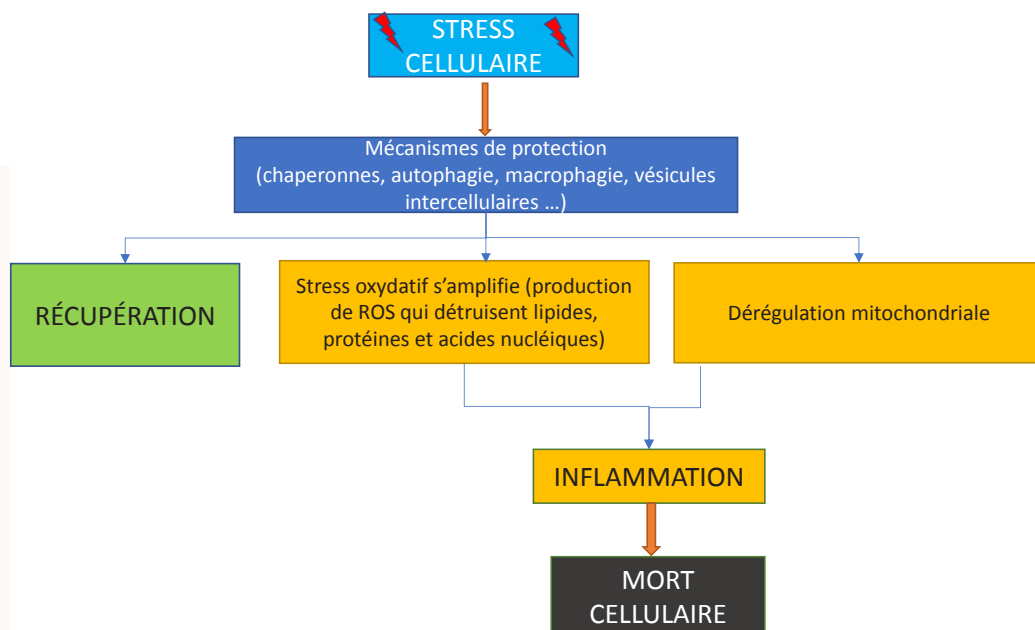 STRESS
CELLULAIRE
Mécanismes de protection
(chaperonnes, autophagie, macrophagie, vésicules
intercellulaires ...)
RÉCUPÉRATION
Stress oxydatif s’amplifie (production
de ROS qui détruisent lipides,
protéines et acides nucléiques)
Dérégulation mitochondriale
INFLAMMATION
MORT
CELLULAIRE